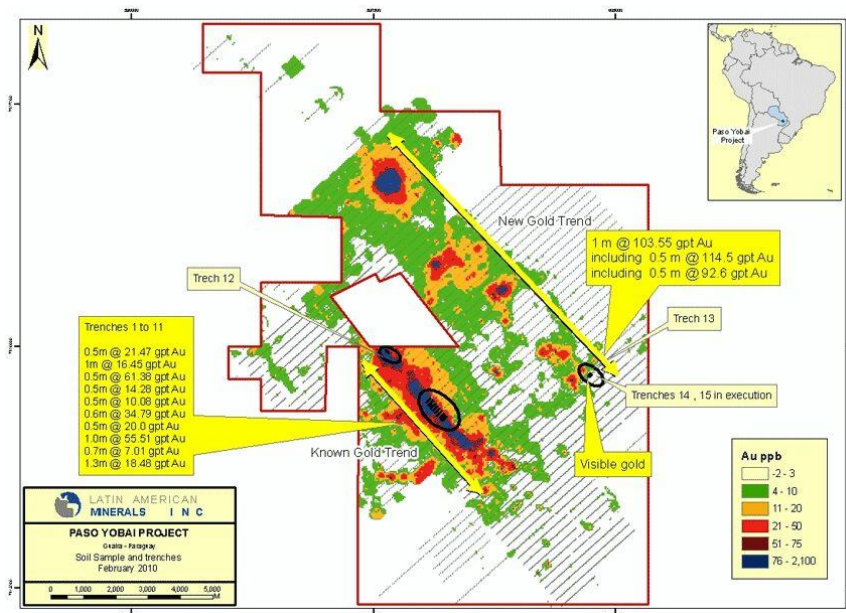 N
Paso Yobai
Project
New Gold Trend
1 m @ 103.55 gpt Au
including 0.5 m @ 114.5 gpt Au
including 0.5 m @ 92.6 gpt Au
Trech 12
Trech 13
Trenches 1 to 11
0.5m @ 21.47 gpt Au
1m @ 16.45 gpt Au
0.5m @ 61.38 gpt Au
0.5m @ 14.28 gpt Au
0.5m @ 10.08 gpt Au
0.6m @ 34.79 gpt Au
0.5m @ 20.0 gpt Au
1.0m @ 55.51 gpt Au
0.7m @ 7.01 gpt Au
1.3m @ 18.48 gpt Au
Trenches 14 , 15 in execution
Known Gold Trend
Visible gold
Au ppb
-2 - 3
4 - 10
11 - 20
21 - 50
51 - 75
76 - 2,100
LATIN AMERICAN
MINERALS INC
PASO YOBAI PROJECT
Soil Sample and trenches
February 2010
0 1,000 2,000 3,000 4,000 5,000
M